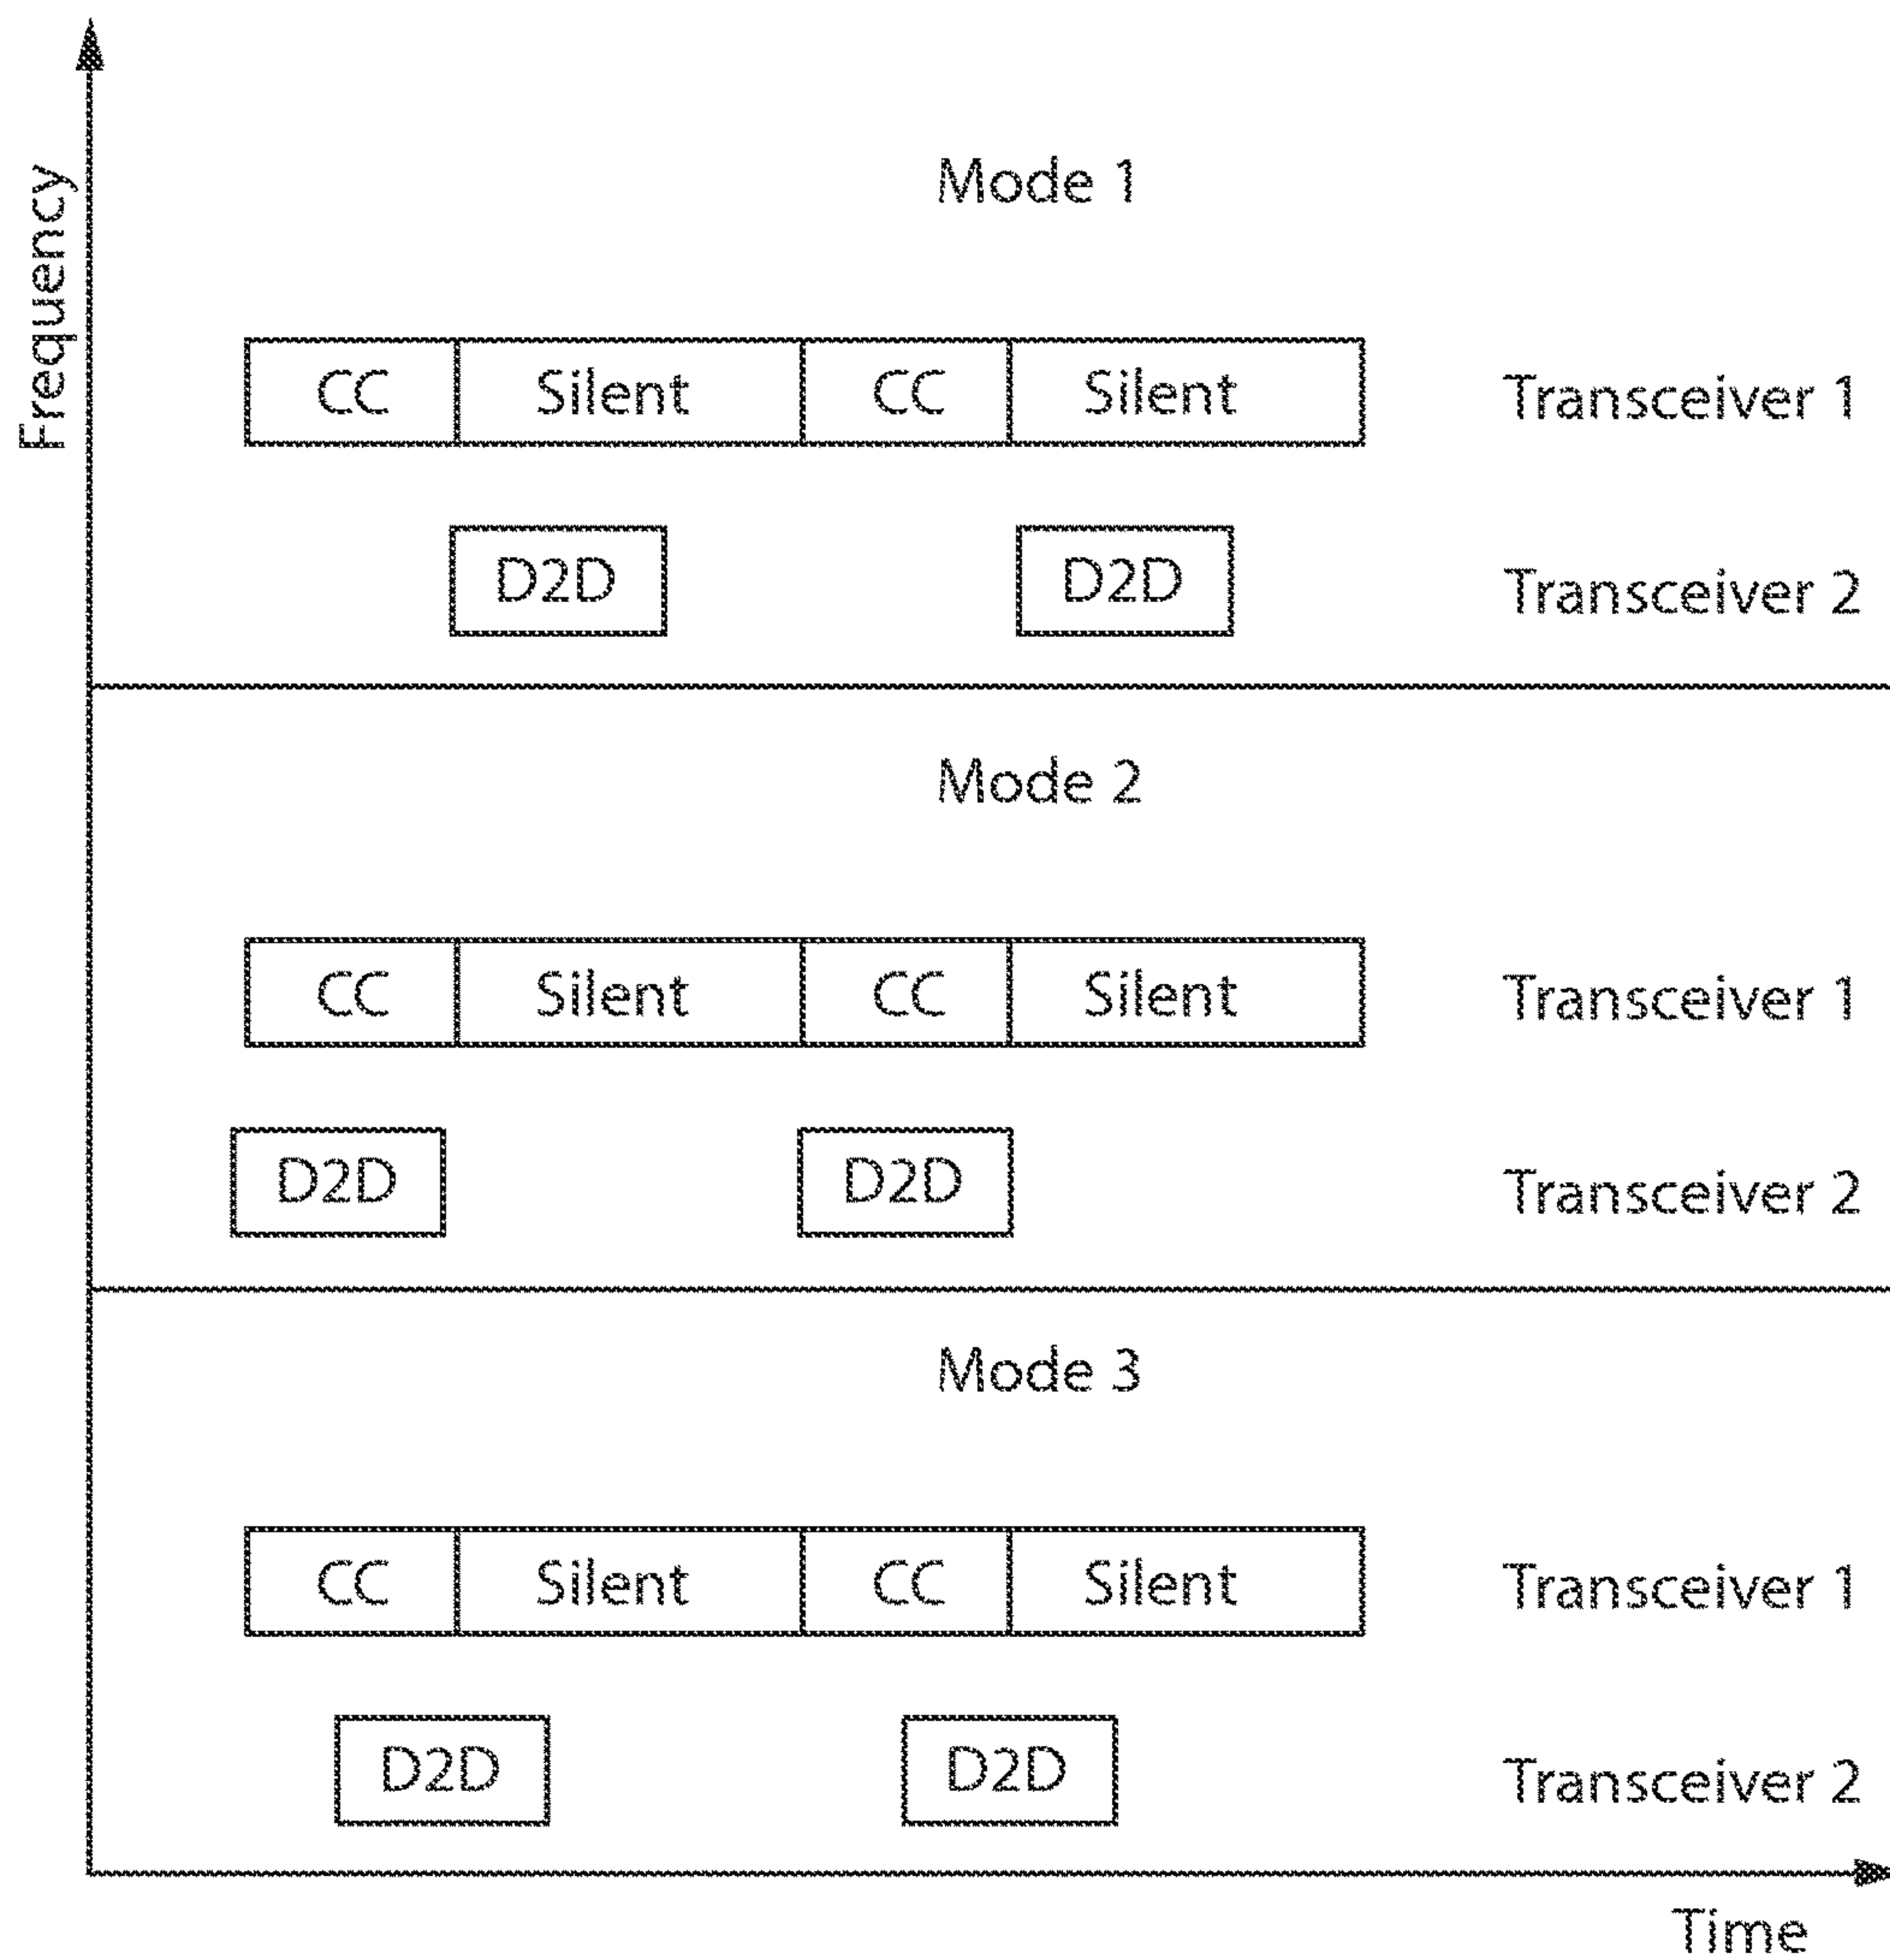 Frequency
Mode 1
CC Silent CC Silent Transceiver 1
D2D D2D Transceiver 2
Mode 2
CC Silent CC Silent Transceiver 1
D2D D2D Transceiver 2
Mode 3
CC Silent CC Silent Transceiver 1
D2D D2D Transceiver 2
Time